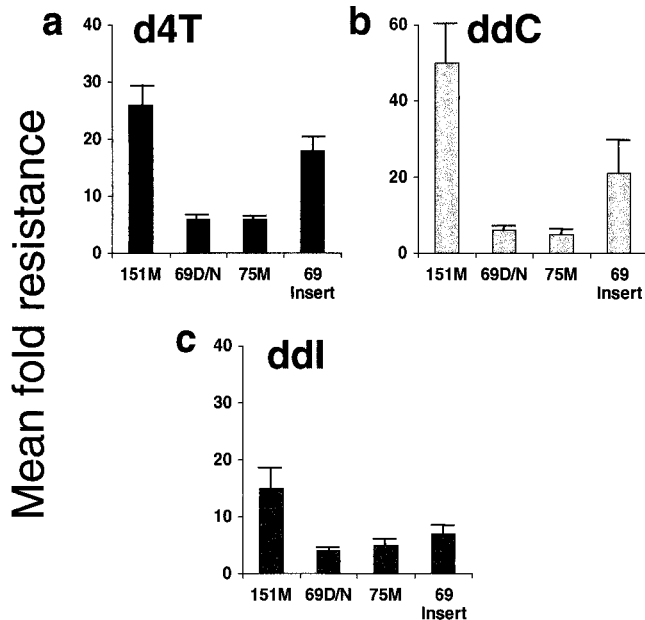 a d4T
40
30
20
10
0
151M 69D/N 75M 69
Insert
b ddC
60
40
20
0
151M 69D/N 75M 69
Insert
Mean fold resistance
c ddI
40
30
20
10
0
151M 69D/N 75M 69
Insert